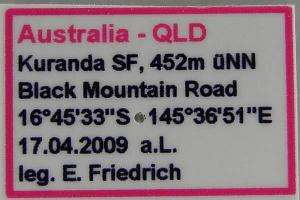 Australia - QLD
Kuranda SF, 452m üNN
Black Mountain Road
16°45'33"S 145°36'51"E
17.04.2009 a.L.
leg. E. Friedrich